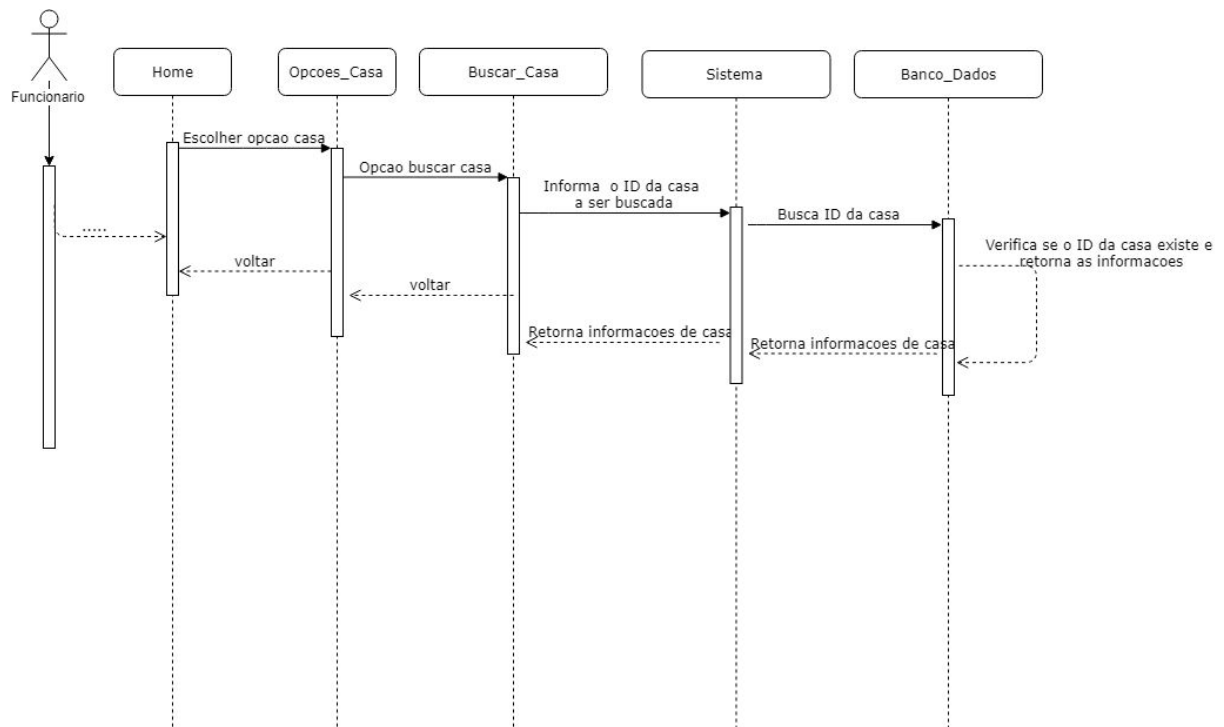 Funcionario
Home
Opcoes_Casa
Buscar_Casa
Sistema
Banco_Dados
Escolher opcao casa
Opcao buscar casa
Informa o ID da casa
a ser buscada
Busca ID da casa
.....
Verifica se o ID da casa existe e
retorna as informacoes
voltar
voltar
Retorna informacoes de casa
Retorna informacoes de casa